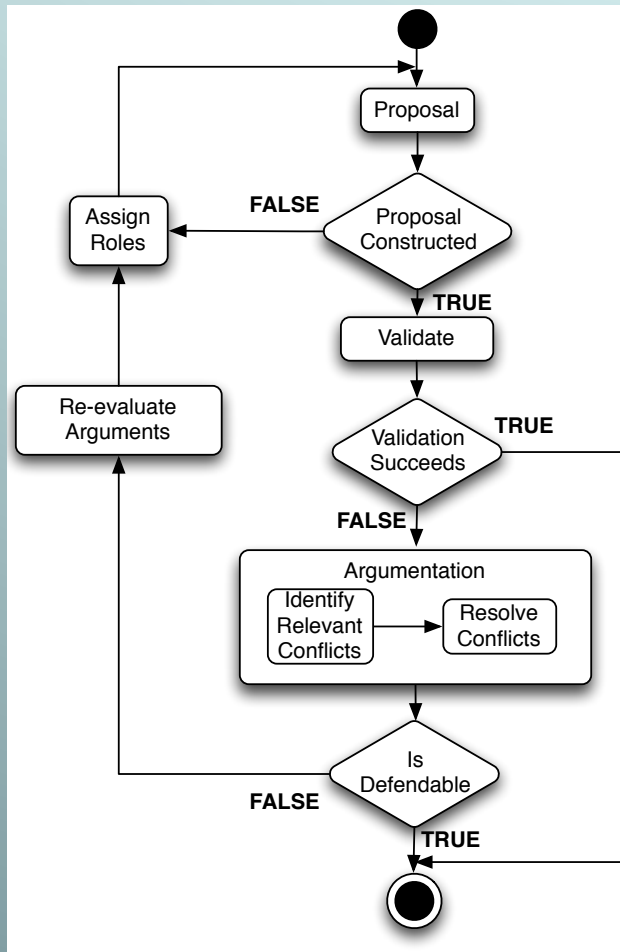 Proposal
FALSE
Proposal
Constructed
Assign
Roles
TRUE
Validate
Re-evaluate
Arguments
Validation
Succeeds
TRUE
FALSE
Argumentation
Identify
Relevant
Conflicts
Resolve
Conflicts
Is
Defendable
FALSE
TRUE